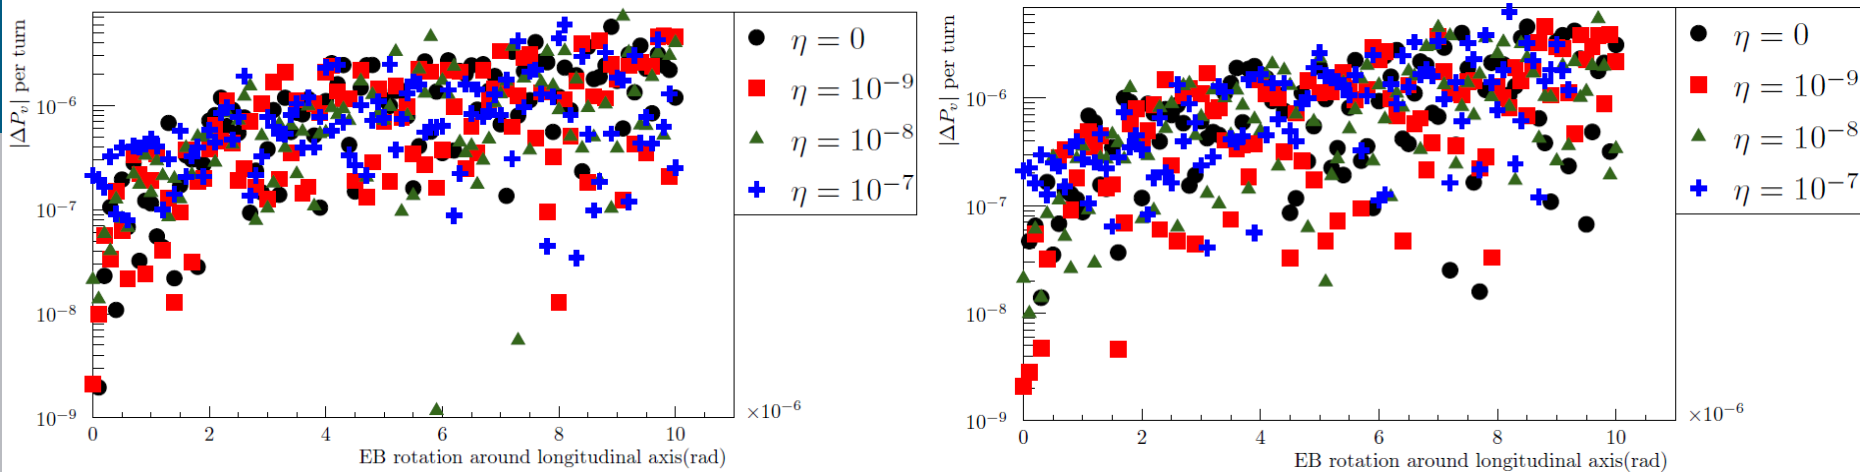 |ΔP_v| per turn
10^{-6}
10^{-7}
10^{-8}
10^{-9}
0 2 4 6 8 10
×10^{-6}
EB rotation around longitudinal axis(rad)
η = 0
η = 10^{-9}
η = 10^{-8}
η = 10^{-7}
|ΔP_v| per turn
10^{-6}
10^{-7}
10^{-8}
10^{-9}
0 2 4 6 8 10
×10^{-6}
EB rotation around longitudinal axis(rad)
η = 0
η = 10^{-9}
η = 10^{-8}
η = 10^{-7}